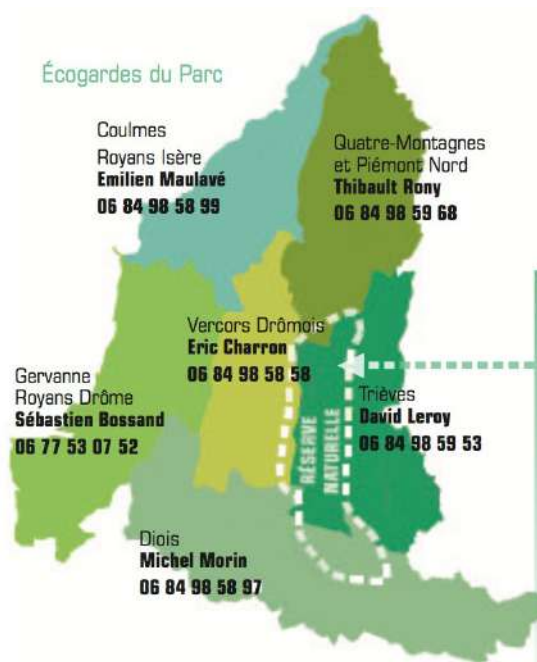 Écogardes du Parc
Coulmes
Royans Isère
Emilien Maulavé
06 84 98 58 99
Quatre-Montagnes
et Piémont Nord
Thibault Rony
06 84 98 59 68
Vercors Drômois
Eric Charron
06 84 98 58 58
Gervanne
Royans Drôme
Sébastien Bossand
06 77 53 07 52
Trièves
David Leroy
06 84 98 59 53
RÉSERVE
NATURELLE
Diois
Michel Morin
06 84 98 58 97